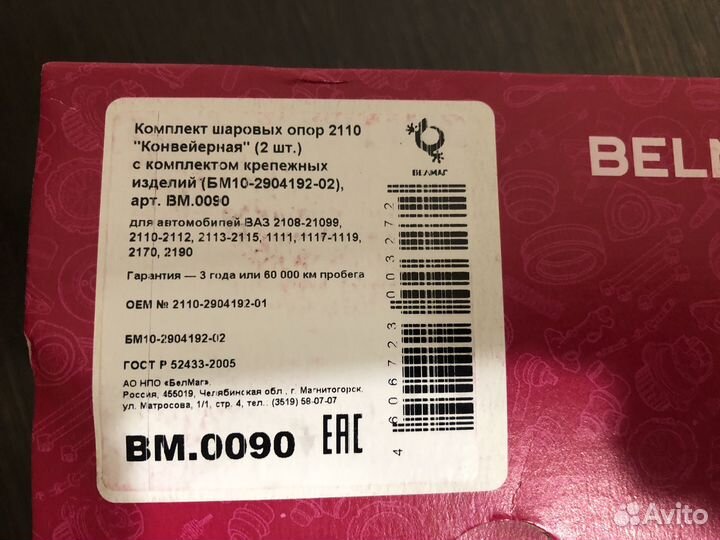 Комплект шаровых опор 2110
"Конвейерная" (2 шт.)
с комплектом крепежных
изделий (БМ10-2904192-02),
арт. BM.0090
для автомобилей ВАЗ 2108-21099,
2110-2112, 2113-2115, 1111, 1117-1119,
2170, 2190
Гарантия — 3 года или 60 000 км пробега
OEM № 2110-2904192-01
БМ10-2904192-02
ГОСТ Р 52433-2005
АО НПО «БелМаг»,
Россия, 455019, Челябинская обл., г. Магнитогорск,
ул. Матросова, 1/1, стр. 4, тел.: (3519) 58-07-07
BM.0090
EAC
БЕЛМАГ
4 606723 003272
BELM
Avito